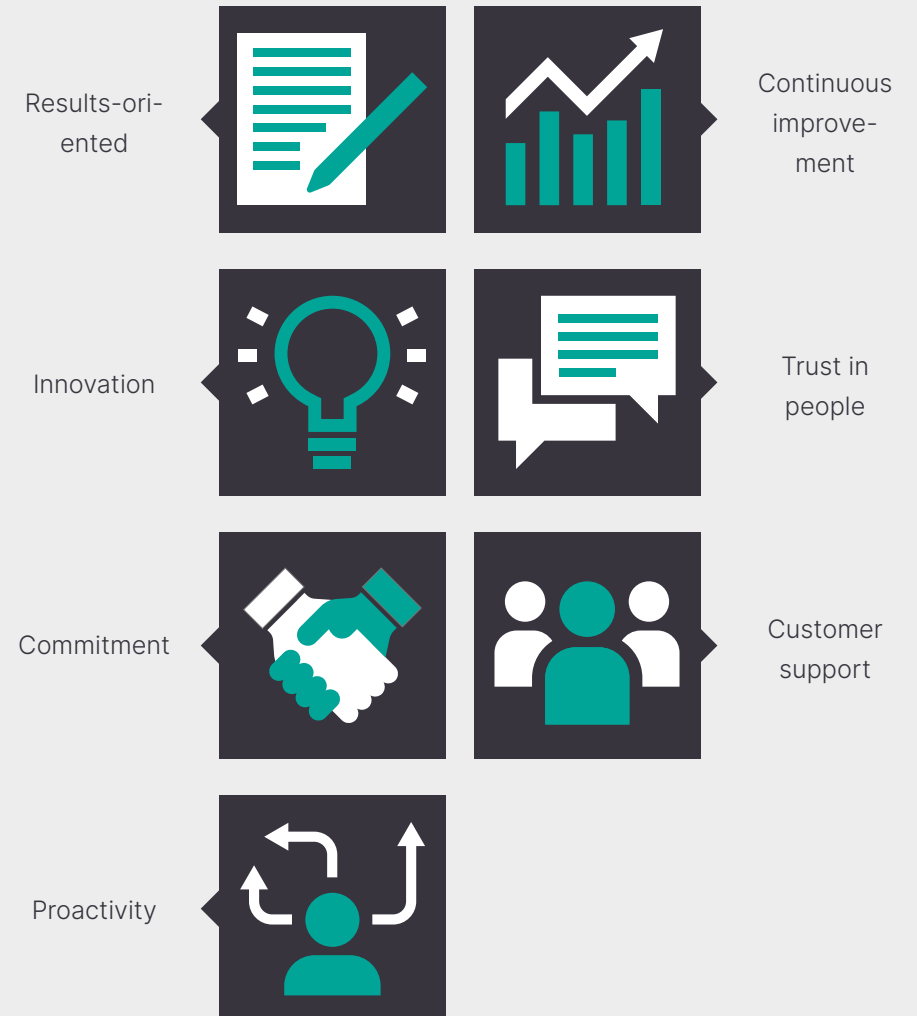 Results-ori-
ented
Continuous
improve-
ment
Innovation
Trust in
people
Commitment
Customer
support
Proactivity